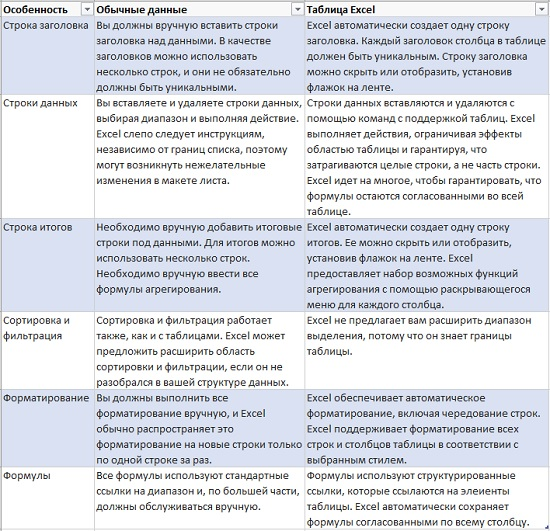 Особенность Обычные данные Таблица Excel
Строка заголовка
Вы должны вручную вставить строки
заголовка над данными. В качестве
заголовков можно использовать
несколько строк, и они не обязательно
должны быть уникальными.
Excel автоматически создает одну строку
заголовка. Каждый заголовок столбца в таблице
должен быть уникальным. Строку заголовка
можно скрыть или отобразить, установив
флажок на ленте.
Строки данных
Вы вставляете и удаляете строки данных,
выбирая диапазон и выполняя действие.
Excel слепо следует инструкциям,
независимо от границ списка, поэтому
могут возникнуть нежелательные
изменения в макете листа.
Строки данных вставляются и удаляются с
помощью команд с поддержкой таблиц. Excel
выполняет действия, ограничивая эффекты
областью таблицы и гарантируя, что
затрагиваются целые строки, а не часть строки.
Excel идет на многое, чтобы гарантировать, что
формулы остаются согласованными во всей
таблице.
Строка итогов
Необходимо вручную добавить итоговые
строки под данными. Для итогов можно
использовать несколько строк.
Необходимо вручную ввести все
формулы агрегирования.
Excel автоматически создает одну строку
итогов. Ее можно скрыть или отобразить,
установив флажок на ленте. Excel
предоставляет набор возможных функций
агрегирования с помощью раскрывающегося
меню для каждого столбца.
Сортировка и
фильтрация
Сортировка и фильтрация работает
также, как и с таблицами. Excel может
предложить расширить область
сортировки и фильтрации, если он не
разобрался в вашей структуре данных.
Excel не предлагает вам расширить диапазон
выделения, потому что он знает границы
таблицы.
Форматирование
Вы должны выполнить все
форматирование вручную, и Excel
обычно распространяет это
форматирование на новые строки только
по одной строке за раз.
Excel обеспечивает автоматическое
форматирование, включая чередование строк.
Excel поддерживает форматирование всех
строк и столбцов таблицы в соответствии с
выбранным стилем.
Формулы
Все формулы используют стандартные
ссылки на диапазон и, по большей части,
должны обслуживаться вручную.
Формулы используют структурированные
ссылки, которые ссылаются на элеиенты
таблицы. Excel автоматически сохраняет
формулы согласованными по всему столбцу.